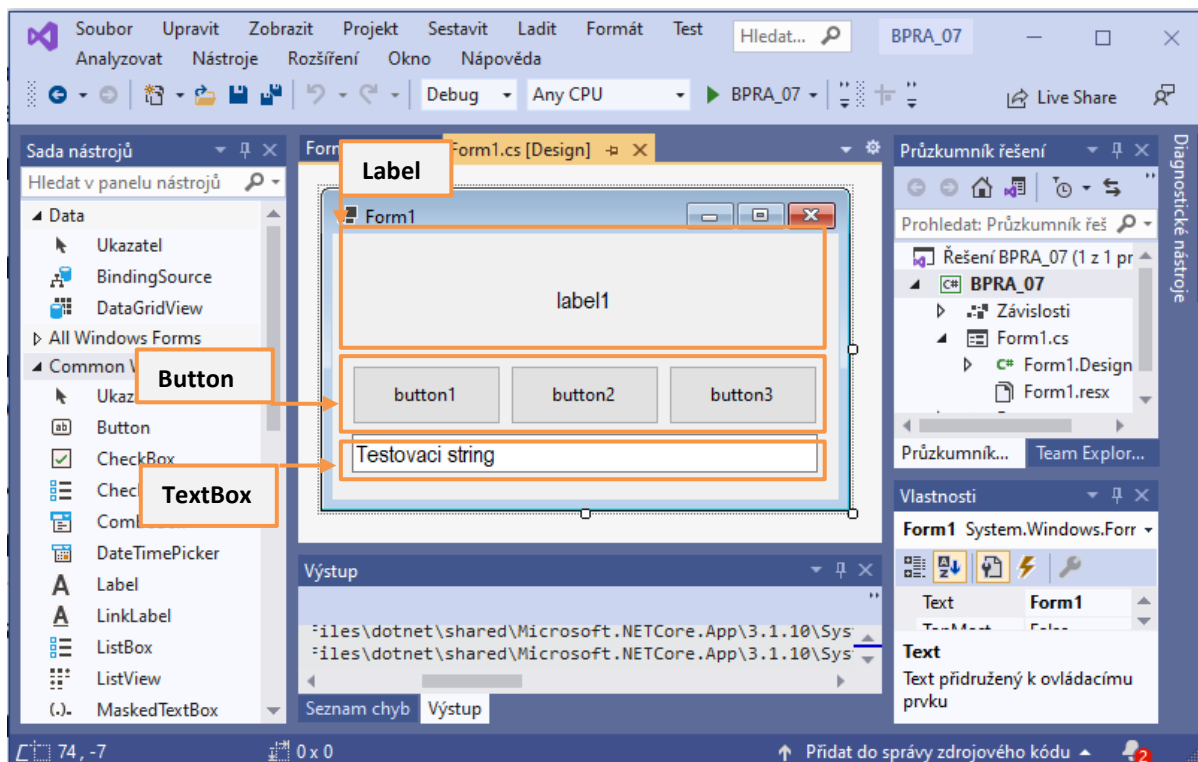 Soubor Upravit Zobrazit Projekt Sestavit Ladit Formát Test Hledat... BPRA_07
Analyzovat Nástroje Rozšíření Okno Nápověda
Debug Any CPU BPRA_07 Live Share
Sada nástrojů
Hledat v panelu nástrojů
Data
Ukazatel
BindingSource
DataGridView
All Windows Forms
Common
Button
CheckBox
DateTimePicker
Label
LinkLabel
ListBox
ListView
MaskedTextBox
Form1.cs [Design]
Label
Form1
label1
Button
button1 button2 button3
TextBox
Testovaci string
Výstup
files\dotnet\shared\Microsoft.NETCore.App\3.1.10\Sys
files\dotnet\shared\Microsoft.NETCore.App\3.1.10\Sys
Seznam chyb Výstup
Průzkumník řešení
Prohledat: Průzkumník řeš
Řešení BPRA_07 (1 z 1 pr
C# BPRA_07
Závislosti
Form1.cs
C# Form1.Design
Form1.resx
Průzkumník... Team Explor...
Vlastnosti
Form1 System.Windows.Forr
Text Form1
Text
Text přidružený k ovládacímu
prvku
Diagnostické nástroje
74 , -7 0 x 0 Přidat do správy zdrojového kódu 2